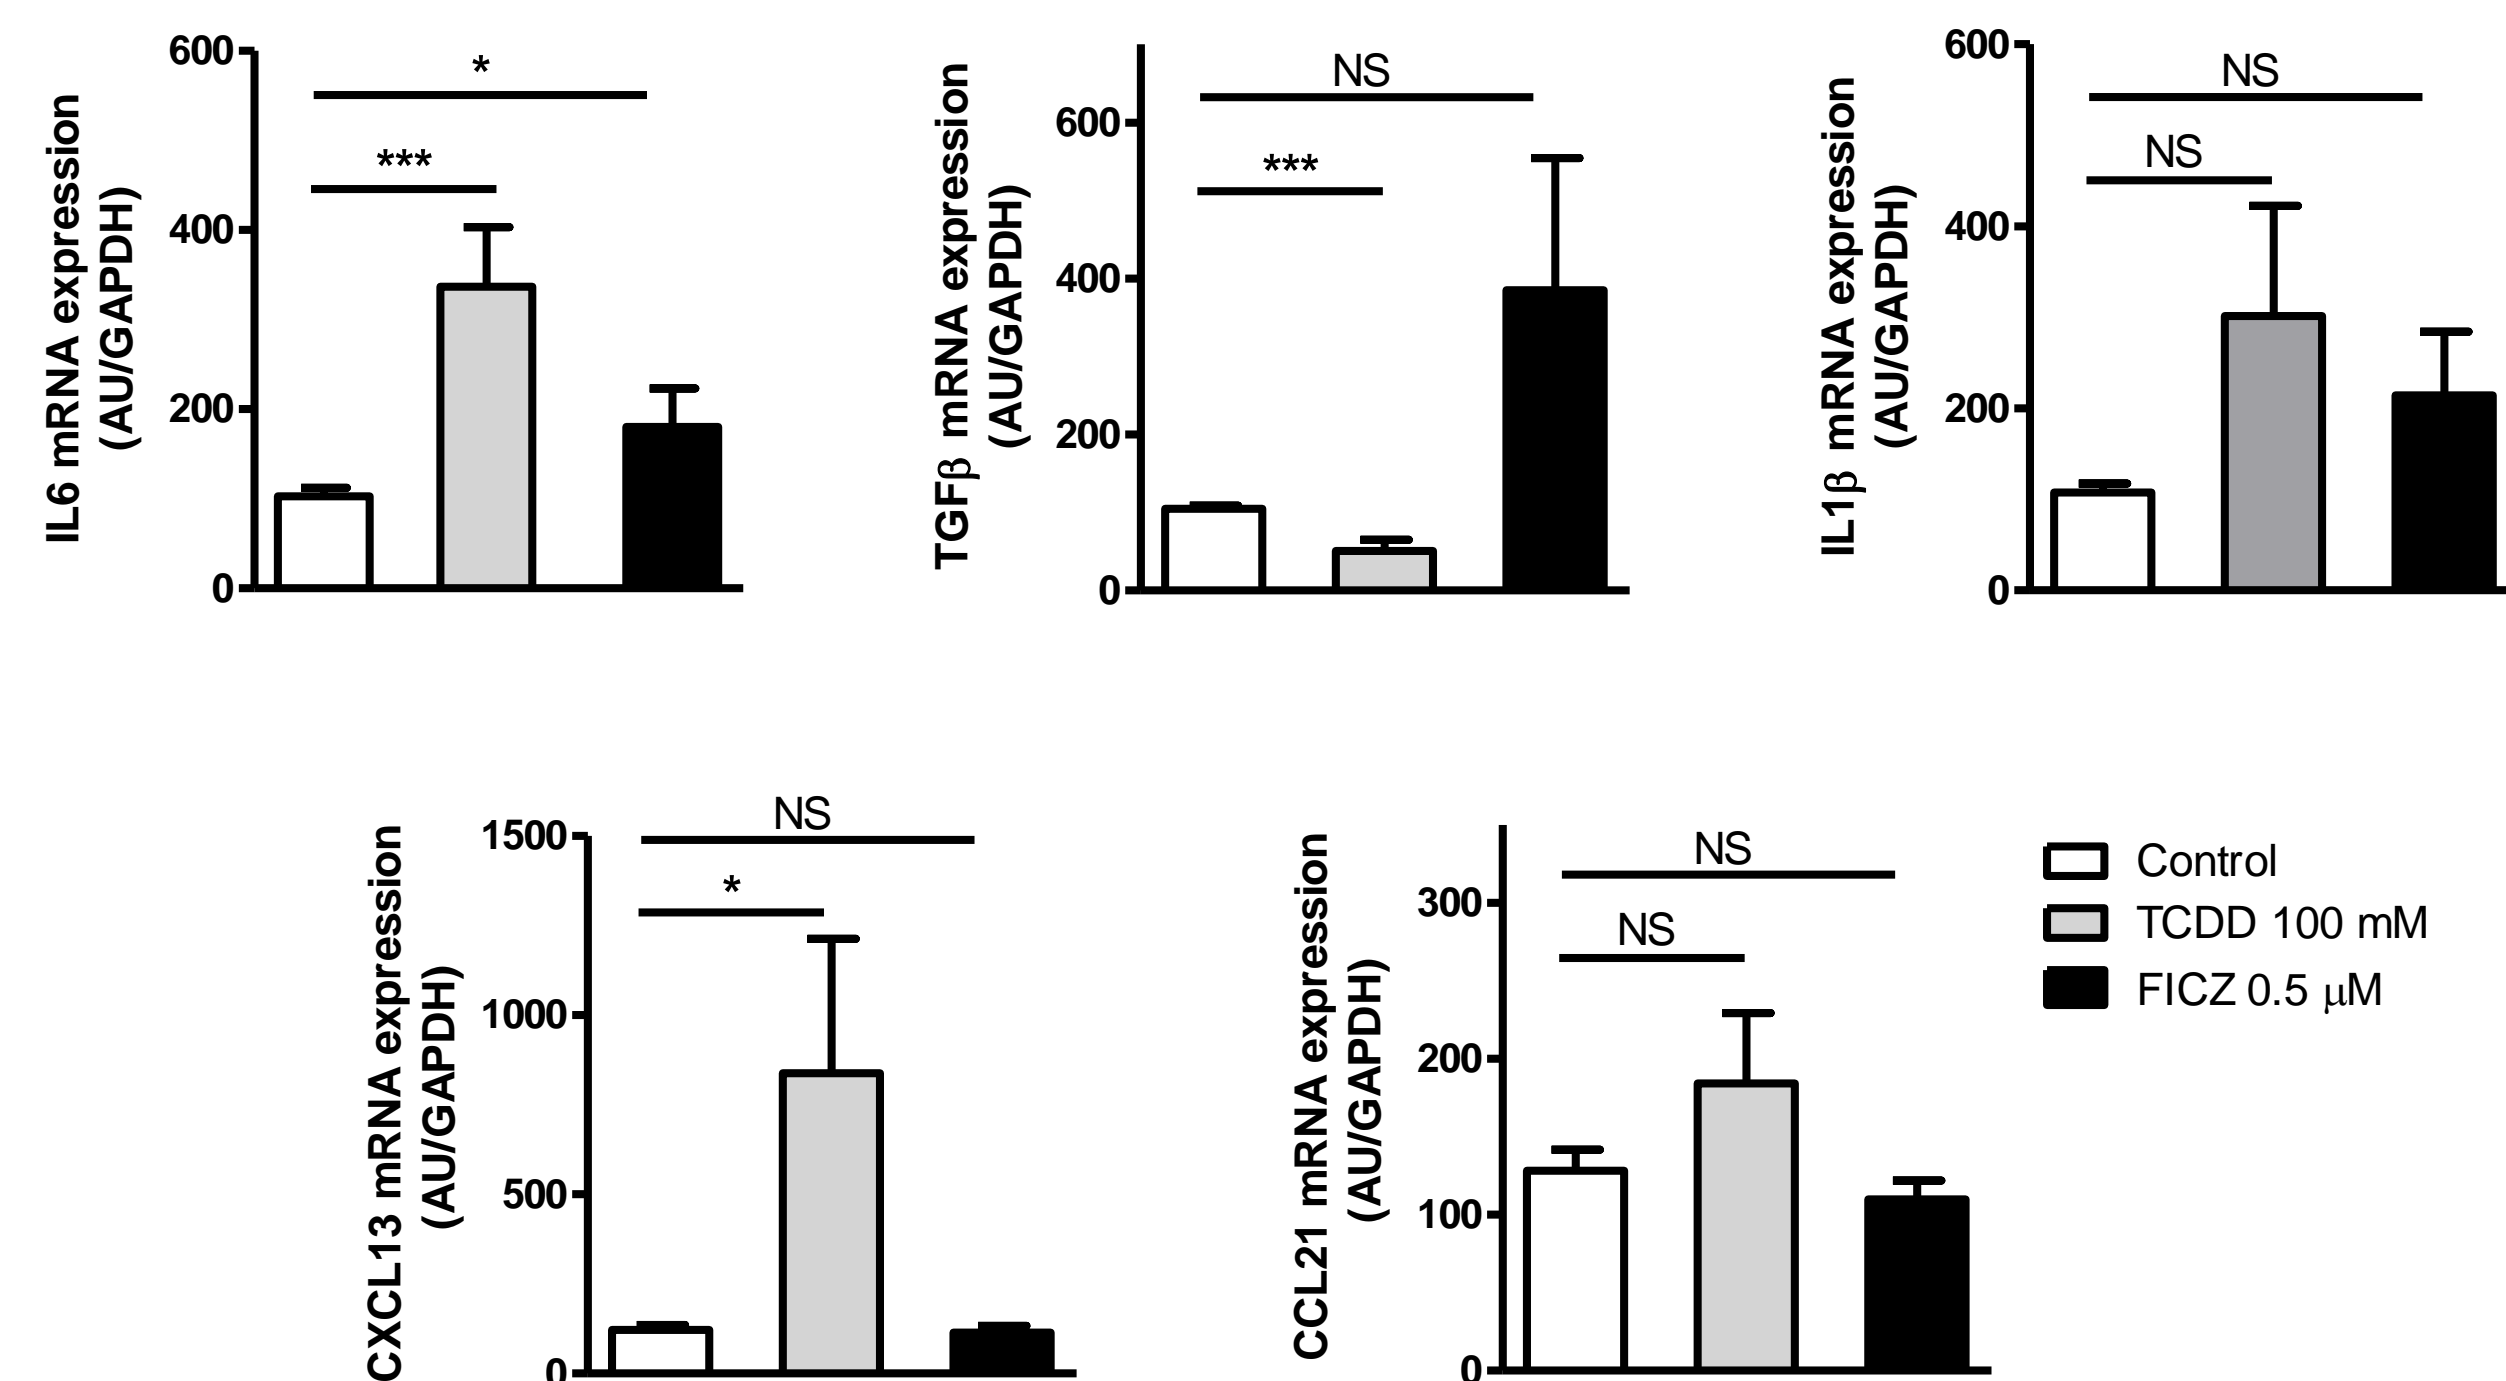 IL6 mRNA expression
(AU/GAPDH)
600
400
200
0
*
***
TGFβ mRNA expression
(AU/GAPDH)
600
400
200
0
NS
***
IL1β mRNA expression
(AU/GAPDH)
600
400
200
0
NS
NS
CXCL13 mRNA expression
(AU/GAPDH)
1500
1000
500
0
NS
*
CCL21 mRNA expression
(AU/GAPDH)
300
200
100
0
NS
NS
Control
TCDD 100 mM
FICZ 0.5 μM